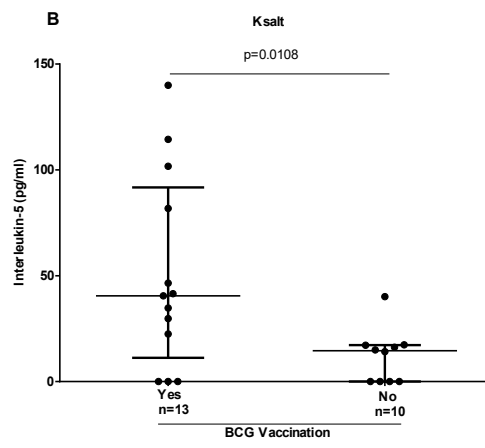 B
Ksalt
p=0.0108
150
100
50
0
Interleukin-5 (pg/ml)
Yes
n=13
No
n=10
BCG Vaccination